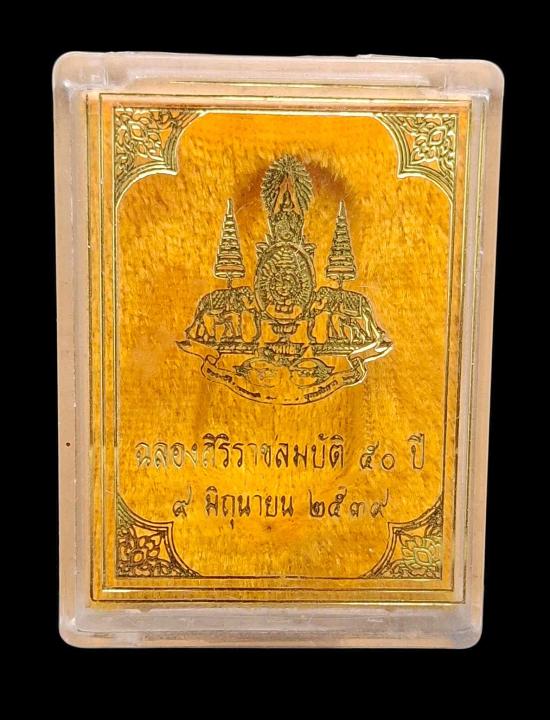 ฉลองสิริราชสมบัติ ๕๐ ปี
๙ มิถุนายน ๒๕๓๙